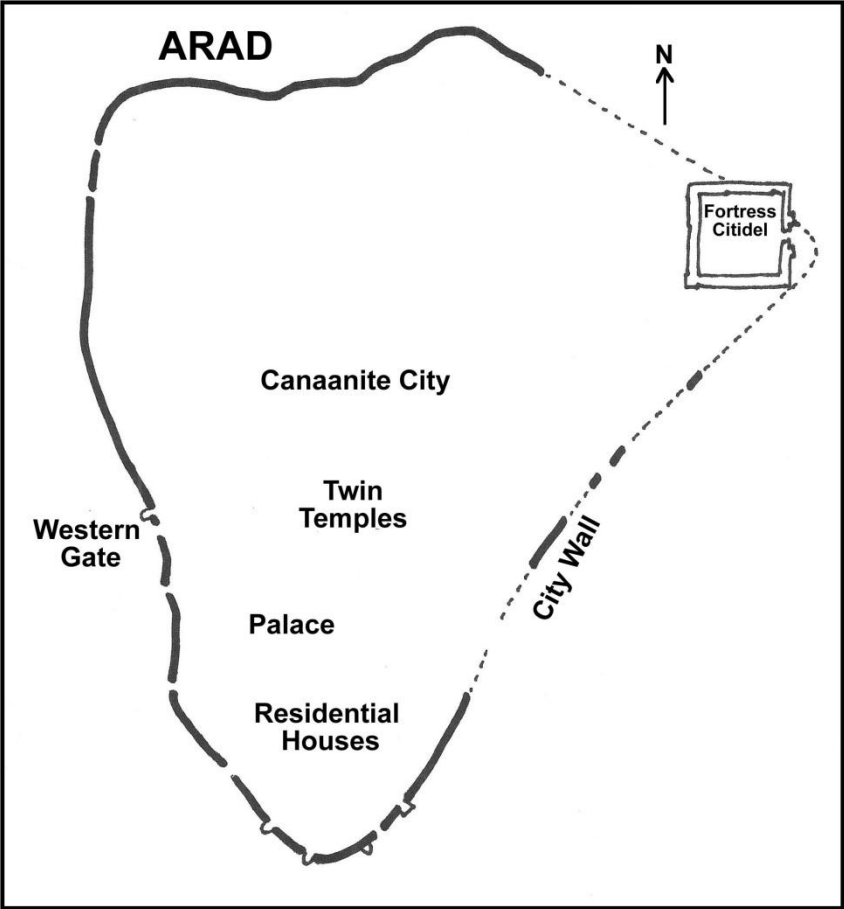 ARAD
N
Fortress
Citidel
Canaanite City
Twin
Temples
Western
Gate
City Wall
Palace
Residential
Houses